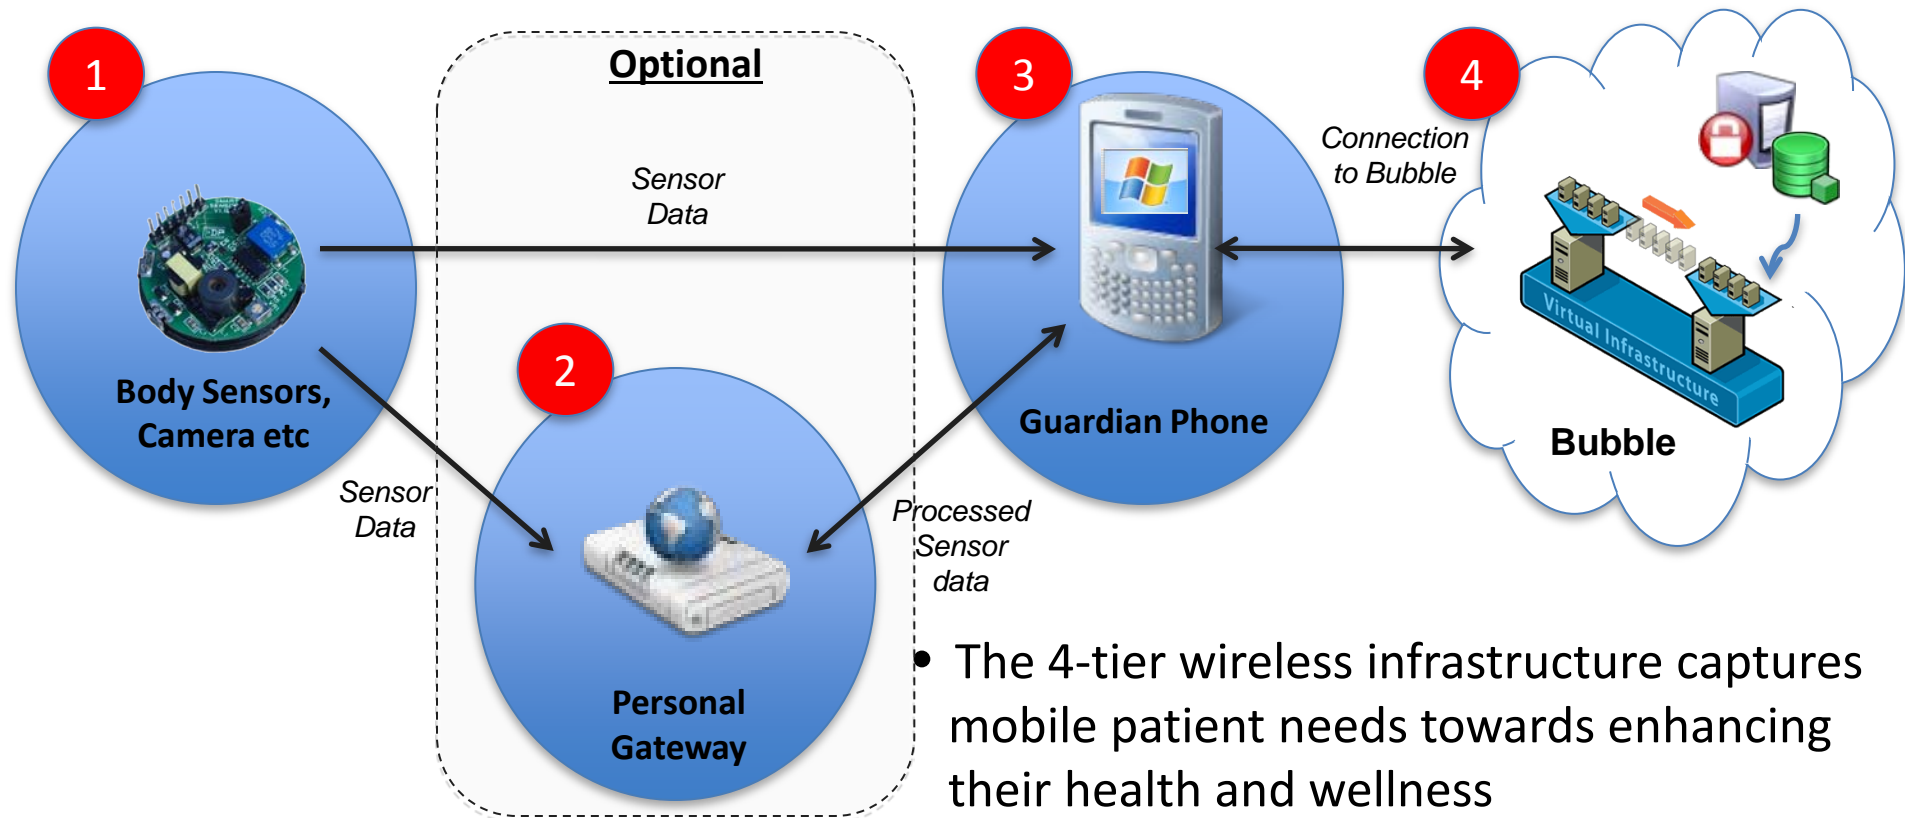 1
Optional
3
4
Connection
to Bubble
Sensor
Data
Virtual Infrastructure
2
Body Sensors,
Camera etc
Guardian Phone
Bubble
Sensor
Data
Processed
Sensor
data
Personal
Gateway
• The 4-tier wireless infrastructure captures
mobile patient needs towards enhancing
their health and wellness